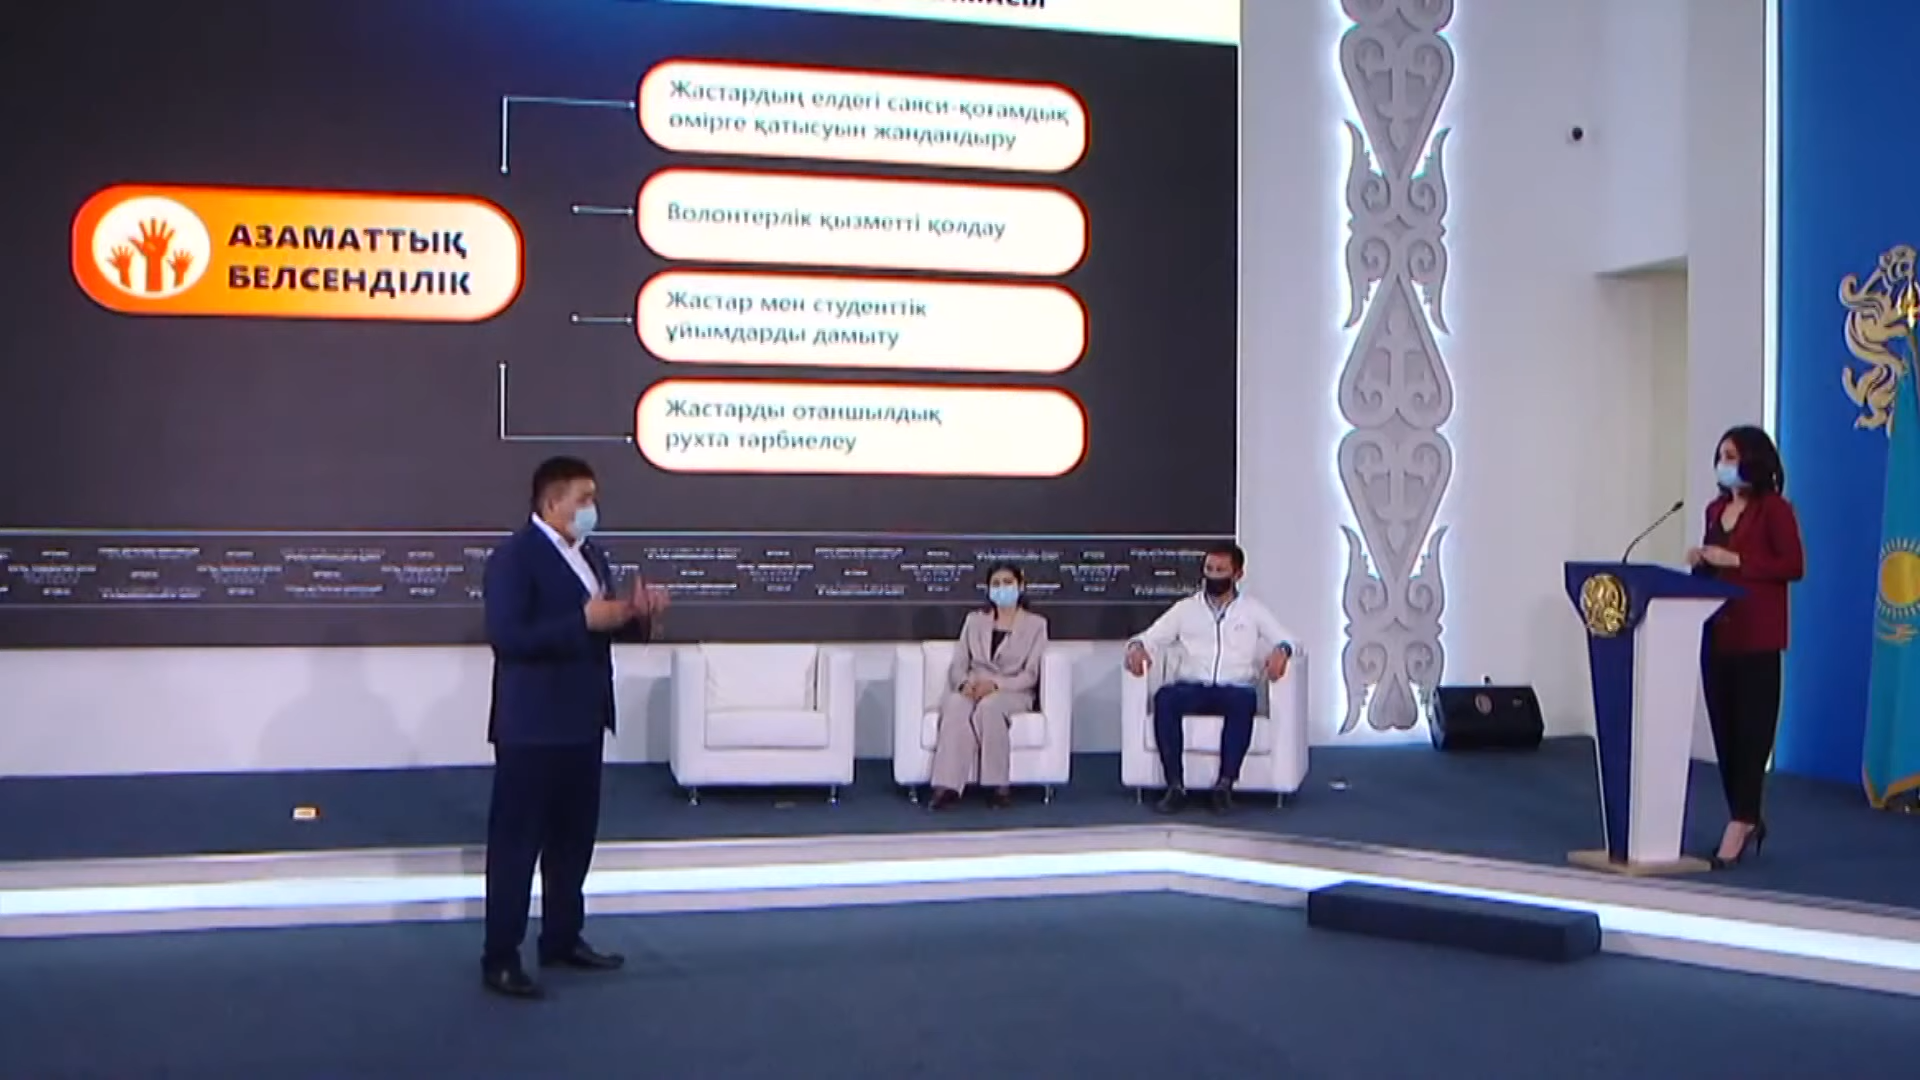 АЗАМАТТЫҚ
БЕЛСЕНДІЛІК
Жастардың елдегі саяси-қоғамдық
өмірге қатысуын жандандыру
Волонтерлік қызметті қолдау
Жастар мен студенттік
ұйымдарды дамыту
Жастарды отаншылдық
рухта тәрбиелеу